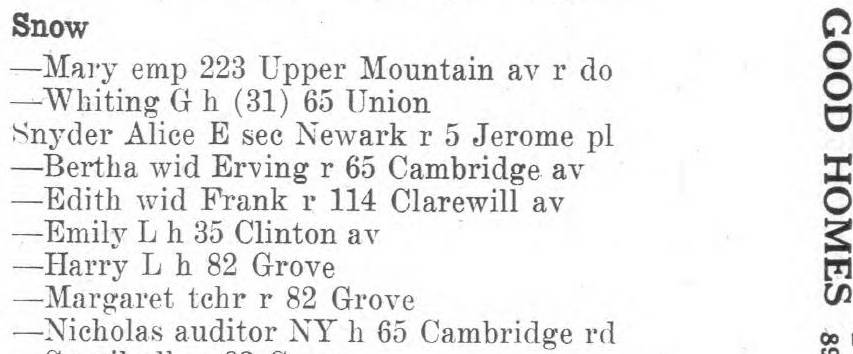 Snow
—Mary emp 223 Upper Mountain av r do
—Whiting G h (31) 65 Union
Snyder Alice E sec Newark r 5 Jerome pl
—Bertha wid Erving r 65 Cambridge av
—Edith wid Frank r 114 Clarewill av
—Emily L h 35 Clinton av
—Harry L h 82 Grove
—Margaret tchr r 82 Grove
—Nicholas auditor NY h 65 Cambridge rd
GOOD HOMES